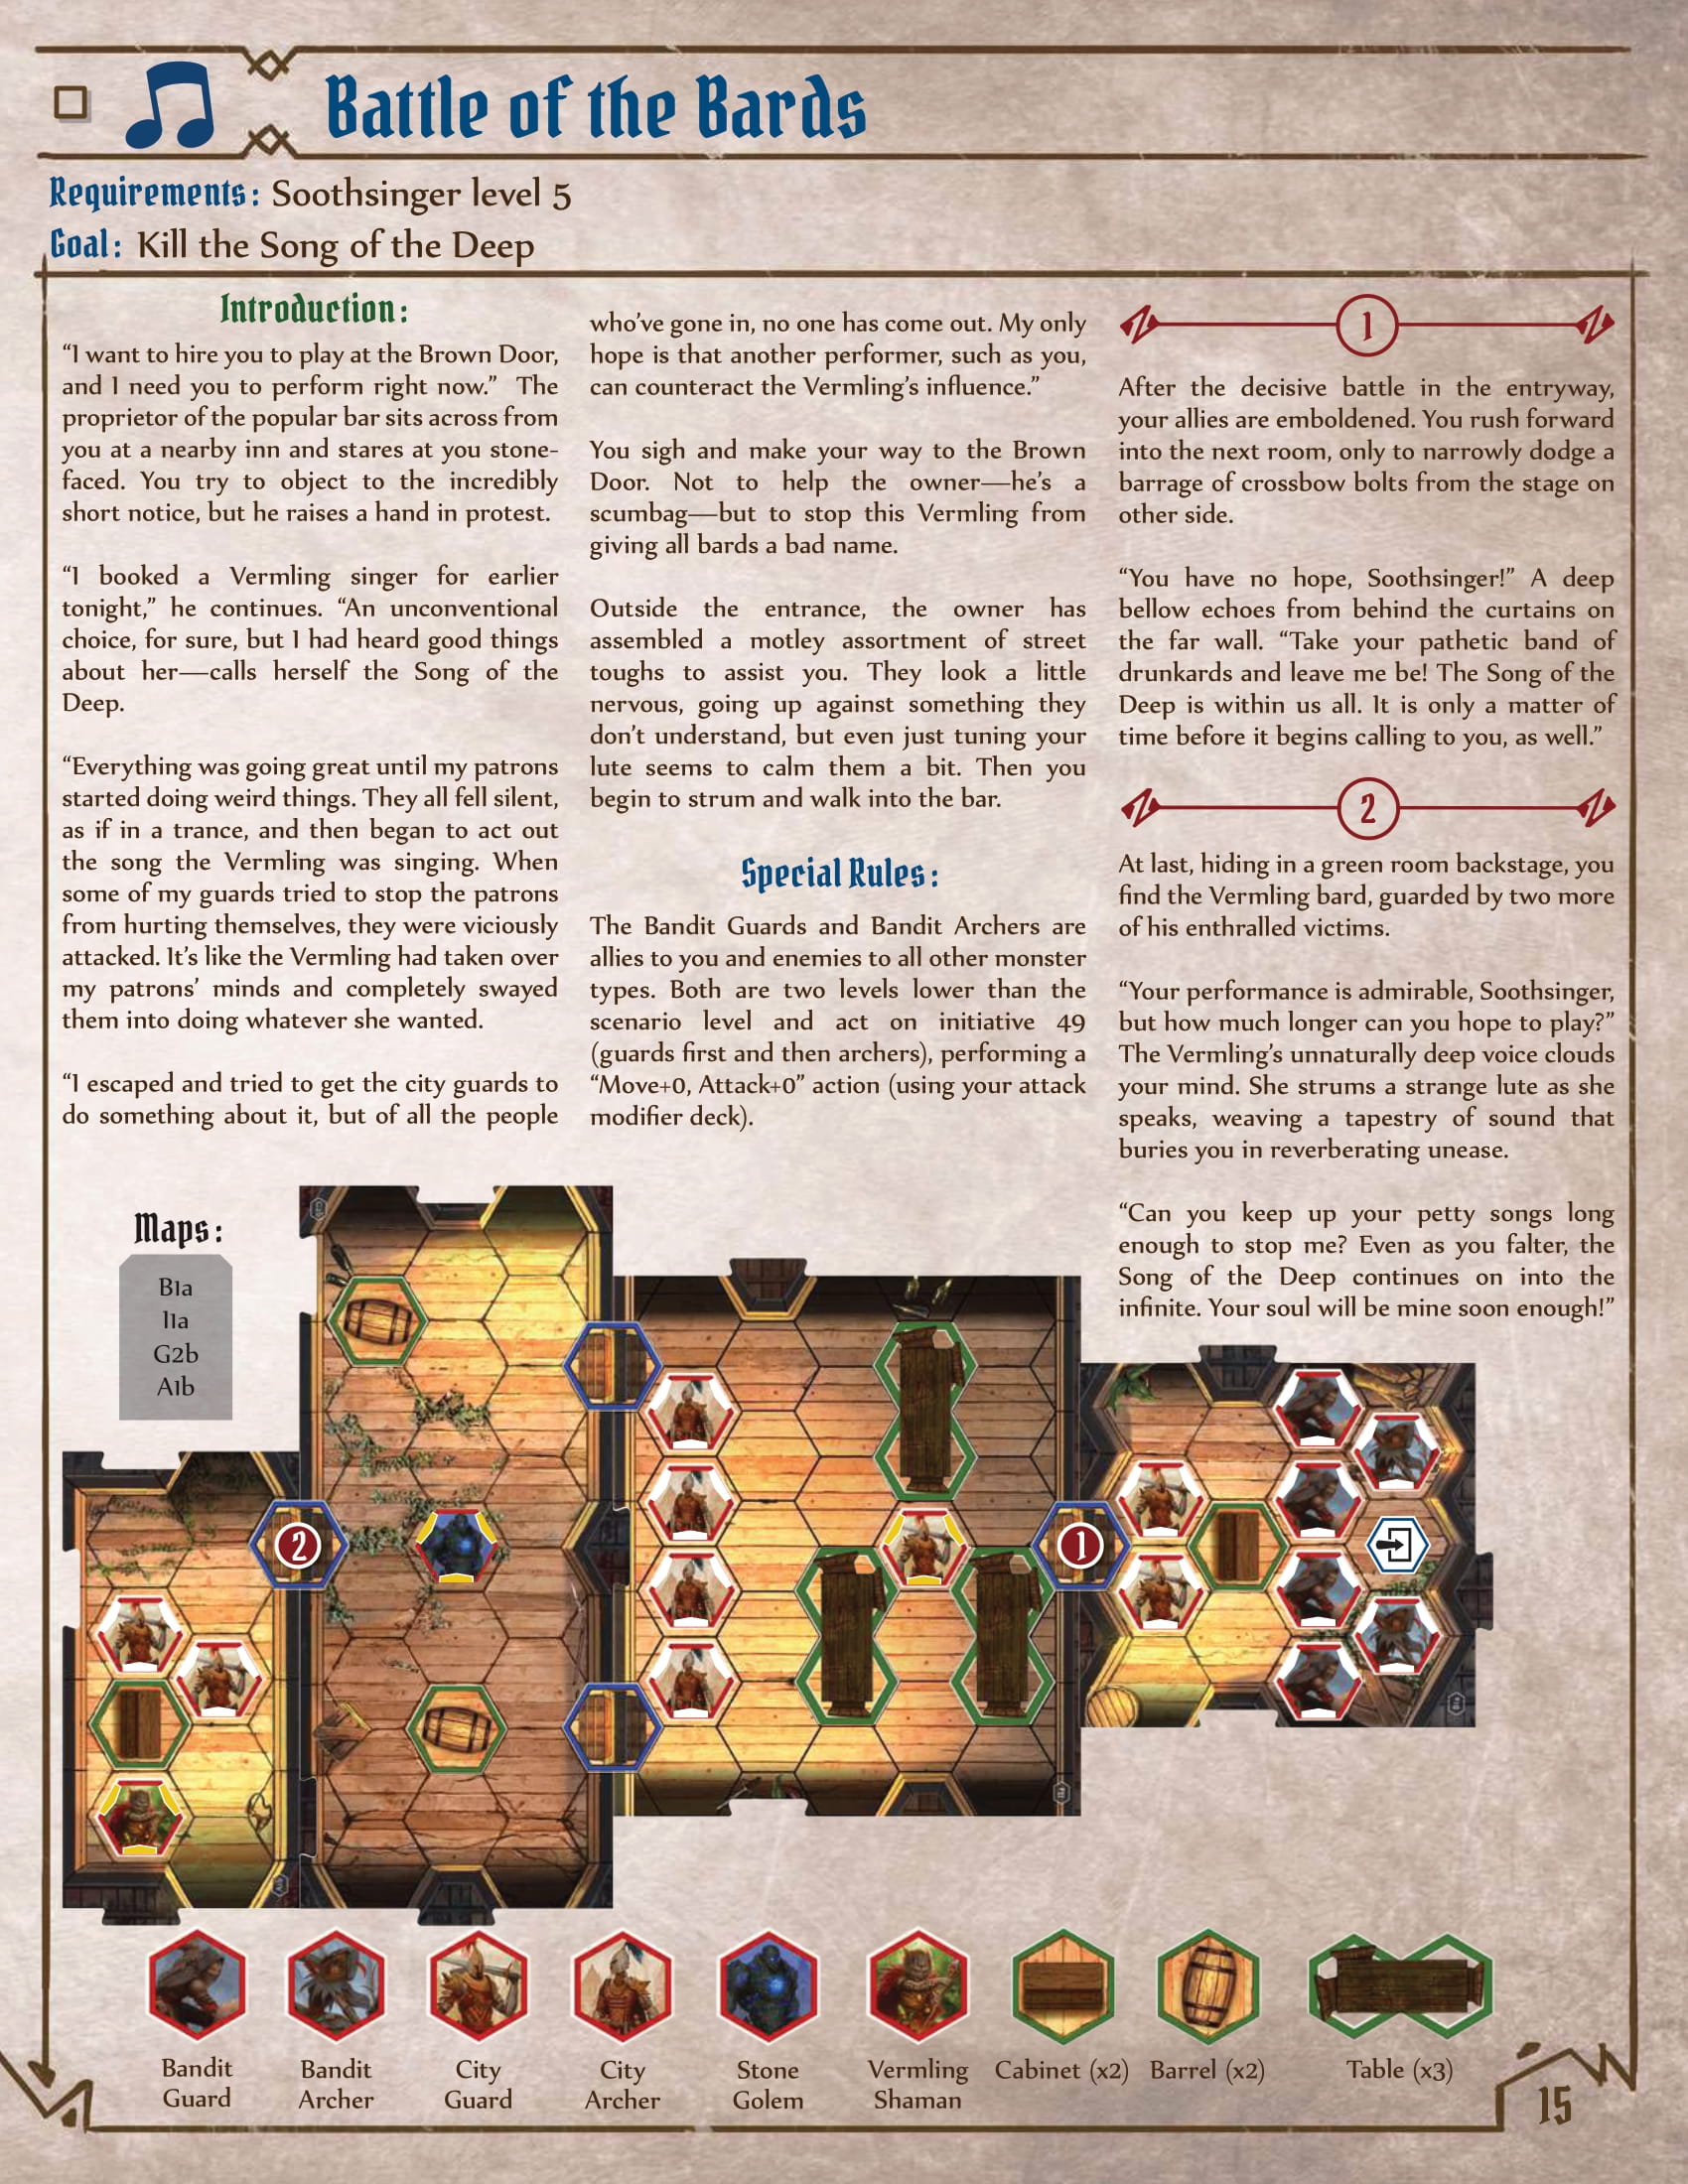 Battle of the Bards
Requirements: Soothsinger level 5
Goal: Kill the Song of the Deep
Introduction:
“I want to hire you to play at the Brown Door,
and I need you to perform right now.” The
proprietor of the popular bar sits across from
you at a nearby inn and stares at you stone-
faced. You try to object to the incredibly
short notice, but he raises a hand in protest.
“I booked a Vermling singer for earlier
tonight,” he continues. “An unconventional
choice, for sure, but I had heard good things
about her—calls herself the Song of the
Deep.
“Everything was going great until my patrons
started doing weird things. They all fell silent,
as if in a trance, and then began to act out
the song the Vermling was singing. When
some of my guards tried to stop the patrons
from hurting themselves, they were viciously
attacked. It’s like the Vermling had taken over
my patrons’ minds and completely swayed
them into doing whatever she wanted.
“I escaped and tried to get the city guards to
do something about it, but of all the people
who’ve gone in, no one has come out. My only
hope is that another performer, such as you,
can counteract the Vermling’s influence.”
You sigh and make your way to the Brown
Door. Not to help the owner—he’s a
scumbag—but to stop this Vermling from
giving all bards a bad name.
Outside the entrance, the owner has
assembled a motley assortment of street
toughs to assist you. They look a little
nervous, going up against something they
don’t understand, but even just tuning your
lute seems to calm them a bit. Then you
begin to strum and walk into the bar.
Special Rules:
The Bandit Guards and Bandit Archers are
allies to you and enemies to all other monster
types. Both are two levels lower than the
scenario level and act on initiative 49
(guards first and then archers), performing a
“Move+0, Attack+0” action (using your attack
modifier deck).
1
After the decisive battle in the entryway,
your allies are emboldened. You rush forward
into the next room, only to narrowly dodge a
barrage of crossbow bolts from the stage on
other side.
“You have no hope, Soothsinger!” A deep
bellow echoes from behind the curtains on
the far wall. “Take your pathetic band of
drunkards and leave me be! The Song of the
Deep is within us all. It is only a matter of
time before it begins calling to you, as well.”
2
At last, hiding in a green room backstage, you
find the Vermling bard, guarded by two more
of his enthralled victims.
“Your performance is admirable, Soothsinger,
but how much longer can you hope to play?”
The Vermling’s unnaturally deep voice clouds
your mind. She strums a strange lute as she
speaks, weaving a tapestry of sound that
buries you in reverberating unease.
“Can you keep up your petty songs long
enough to stop me? Even as you falter, the
Song of the Deep continues on into the
infinite. Your soul will be mine soon enough!”
Maps:
B1a
I1a
G2b
A1b
2
1
Bandit
Guard
Bandit
Archer
City
Guard
City
Archer
Stone
Golem
Vermling
Shaman
Cabinet (x2)
Barrel (x2)
Table (x3)
15